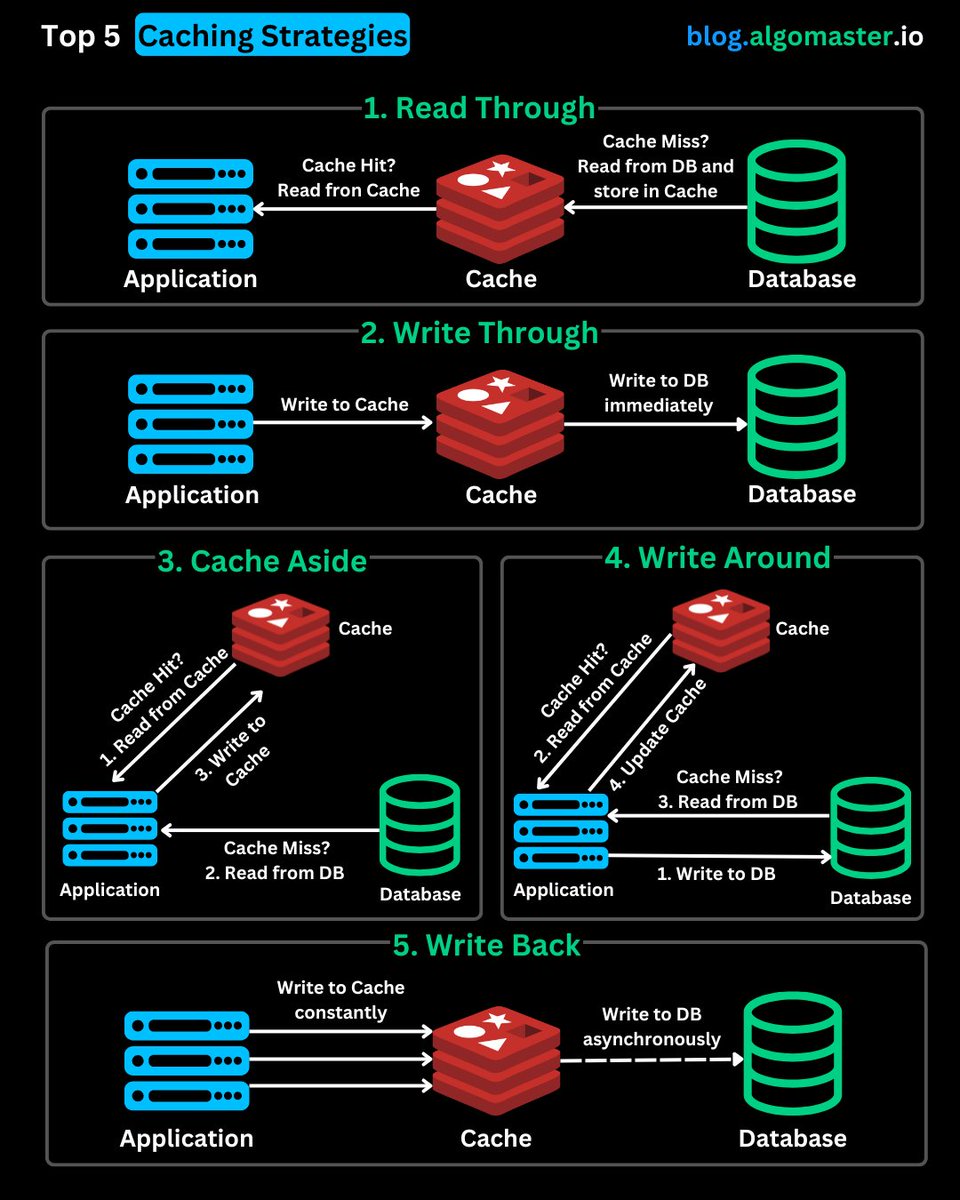 Top 5 Caching Strategies
blog.algomaster.io
1. Read Through
Cache Hit?
Read fron Cache
Cache Miss?
Read from DB and
store in Cache
Application
Cache
Database
2. Write Through
Write to Cache
Write to DB
immediately
Application
Cache
Database
3. Cache Aside
Cache
Cache Hit?
1. Read from Cache
3. Write to
Cache
Cache Miss?
2. Read from DB
Application
Database
4. Write Around
Cache
Cache Hit?
2. Read from Cache
4. Update Cache
Cache Miss?
3. Read from DB
1. Write to DB
Application
Database
5. Write Back
Write to Cache
constantly
Write to DB
asynchronously
Application
Cache
Database